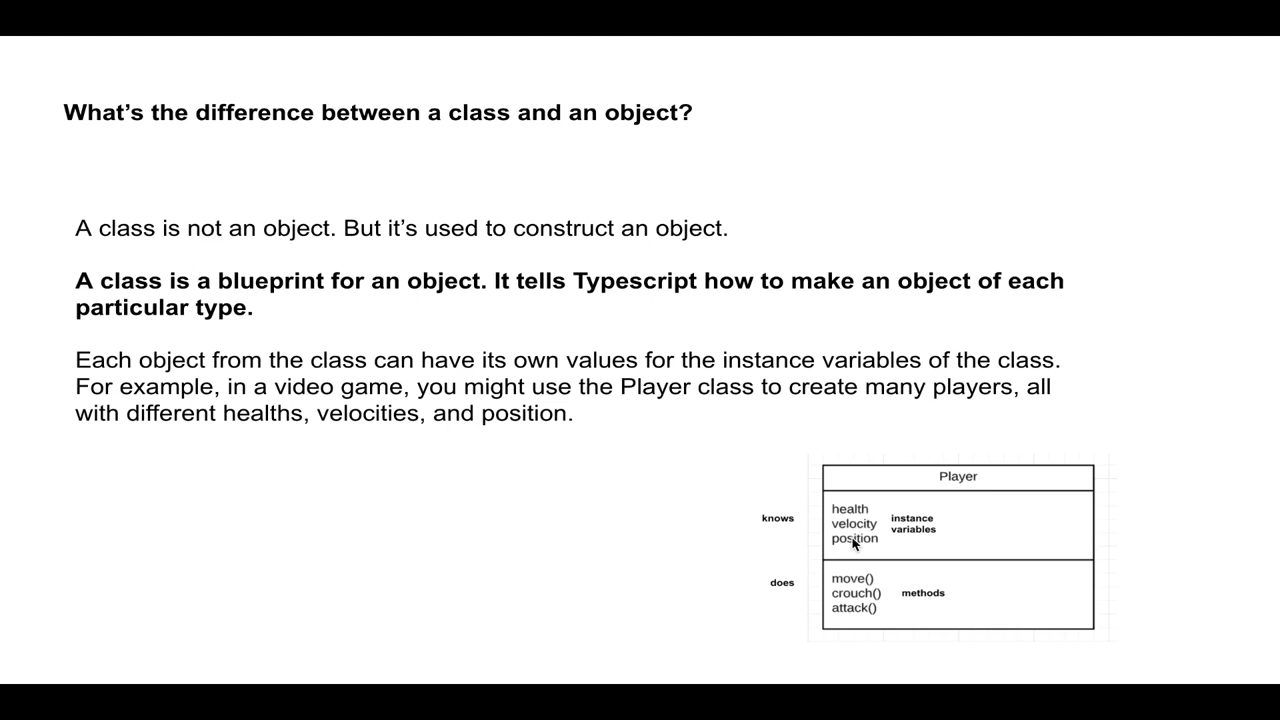 What’s the difference between a class and an object?
A class is not an object. But it’s used to construct an object.
A class is a blueprint for an object. It tells Typescript how to make an object of each
particular type.
Each object from the class can have its own values for the instance variables of the class.
For example, in a video game, you might use the Player class to create many players, all
with different healths, velocities, and position.
Player
knows
health
velocity
position
instance
variables
does
move()
crouch()
attack()
methods